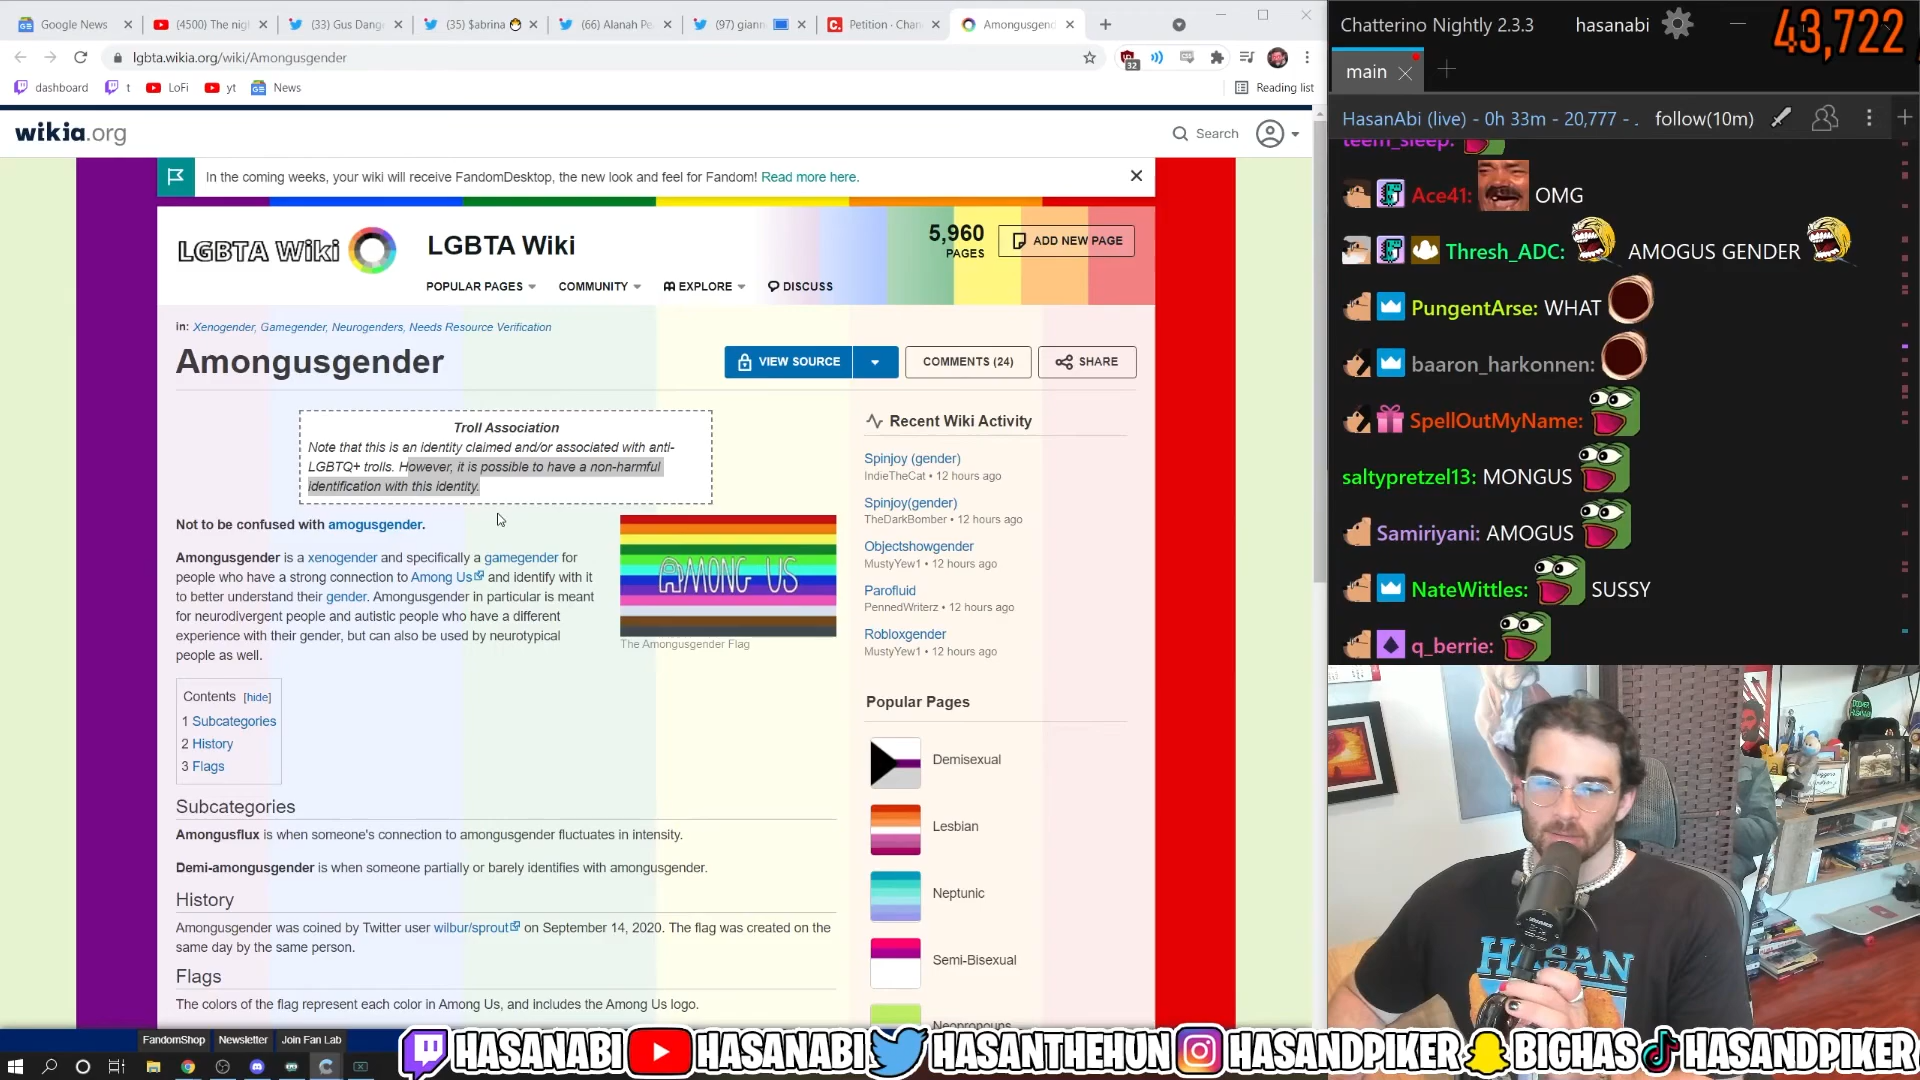 Google News
(4500) The nigh
(33) Gus Dange
(35) $abrina
(66) Alanah Pe
(97) giann
Petition · Chan
Amongusgend
lgbta.wikia.org/wiki/Amongusgender
32
dashboard
t
LoFi
yt
News
Reading list
wikia.org
Search
In the coming weeks, your wiki will receive FandomDesktop, the new look and feel for Fandom! Read more here.
LGBTA Wiki
LGBTA Wiki
5,960
PAGES
ADD NEW PAGE
POPULAR PAGES
COMMUNITY
EXPLORE
DISCUSS
in: Xenogender, Gamegender, Neurogenders, Needs Resource Verification
Amongusgender
VIEW SOURCE
COMMENTS (24)
SHARE
Troll Association
Note that this is an identity claimed and/or associated with anti-
LGBTQ+ trolls. However, it is possible to have a non-harmful
identification with this identity.
Not to be confused with amogusgender.
Amongusgender is a xenogender and specifically a gamegender for
people who have a strong connection to Among Us and identify with it
to better understand their gender. Amongusgender in particular is meant
for neurodivergent people and autistic people who have a different
experience with their gender, but can also be used by neurotypical
people as well.
AMONG US
The Amongusgender Flag
Contents [hide]
1 Subcategories
2 History
3 Flags
Subcategories
Amongusflux is when someone's connection to amongusgender fluctuates in intensity.
Demi-amongusgender is when someone partially or barely identifies with amongusgender.
History
Amongusgender was coined by Twitter user wilbur/sprout on September 14, 2020. The flag was created on the
same day by the same person.
Flags
The colors of the flag represent each color in Among Us, and includes the Among Us logo.
Recent Wiki Activity
Spinjoy (gender)
IndieTheCat • 12 hours ago
Spinjoy(gender)
TheDarkBomber • 12 hours ago
Objectshowgender
MustyYew1 • 12 hours ago
Parofluid
PennedWriterz • 12 hours ago
Robloxgender
MustyYew1 • 12 hours ago
Popular Pages
Demisexual
Lesbian
Neptunic
Semi-Bisexual
Neopronouns
FandomShop
Newsletter
Join Fan Lab
Chatterino Nightly 2.3.3
hasanabi
43,722
main
HasanAbi (live) - 0h 33m - 20,777 - .
follow(10m)
teem_sleep:
Ace41: OMG
Thresh_ADC: AMOGUS GENDER
PungentArse: WHAT
baaron_harkonnen:
SpellOutMyName:
saltypretzel13: MONGUS
Samiriyani: AMOGUS
NateWittles: SUSSY
q_berrie:
HASAN
HASANABI
HASANABI
HASANTHEHUN
HASANDPIKER
BIGHAS
HASANDPIKER